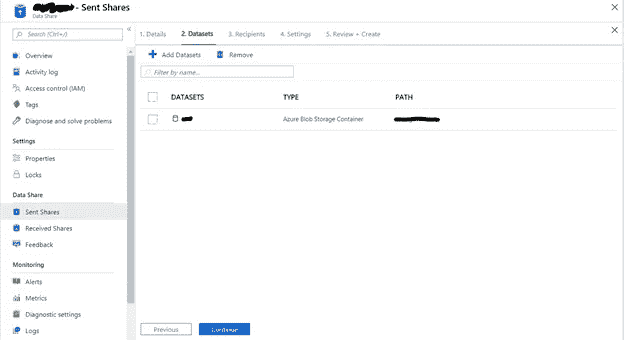 - Sent Shares
Data Share
Search (Ctrl+/)
Overview
Activity log
Access control (IAM)
Tags
Diagnose and solve problems
Settings
Properties
Locks
Data Share
Sent Shares
Received Shares
Feedback
Monitoring
Alerts
Metrics
Diagnostic settings
Logs
1. Details 2. Datasets 3. Recipients 4. Settings 5. Review + Create
Add Datasets Remove
Filter by name...
DATASETS TYPE PATH
Azure Blob Storage Container
Previous Continue